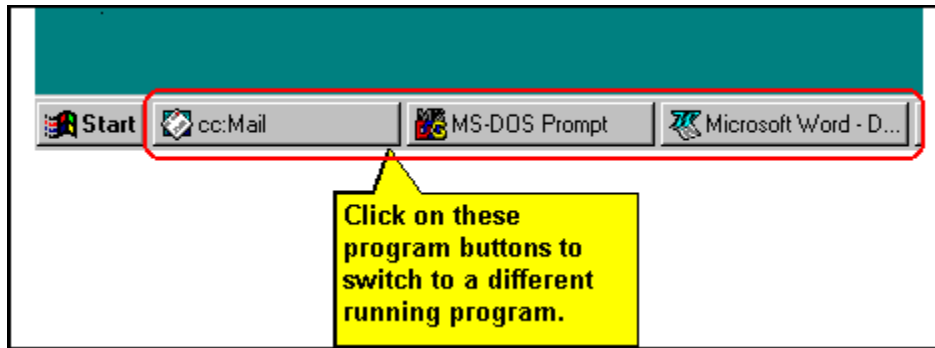 Start cc:Mail MS-DOS Prompt Microsoft Word - D...
Click on these
program buttons to
switch to a different
running program.